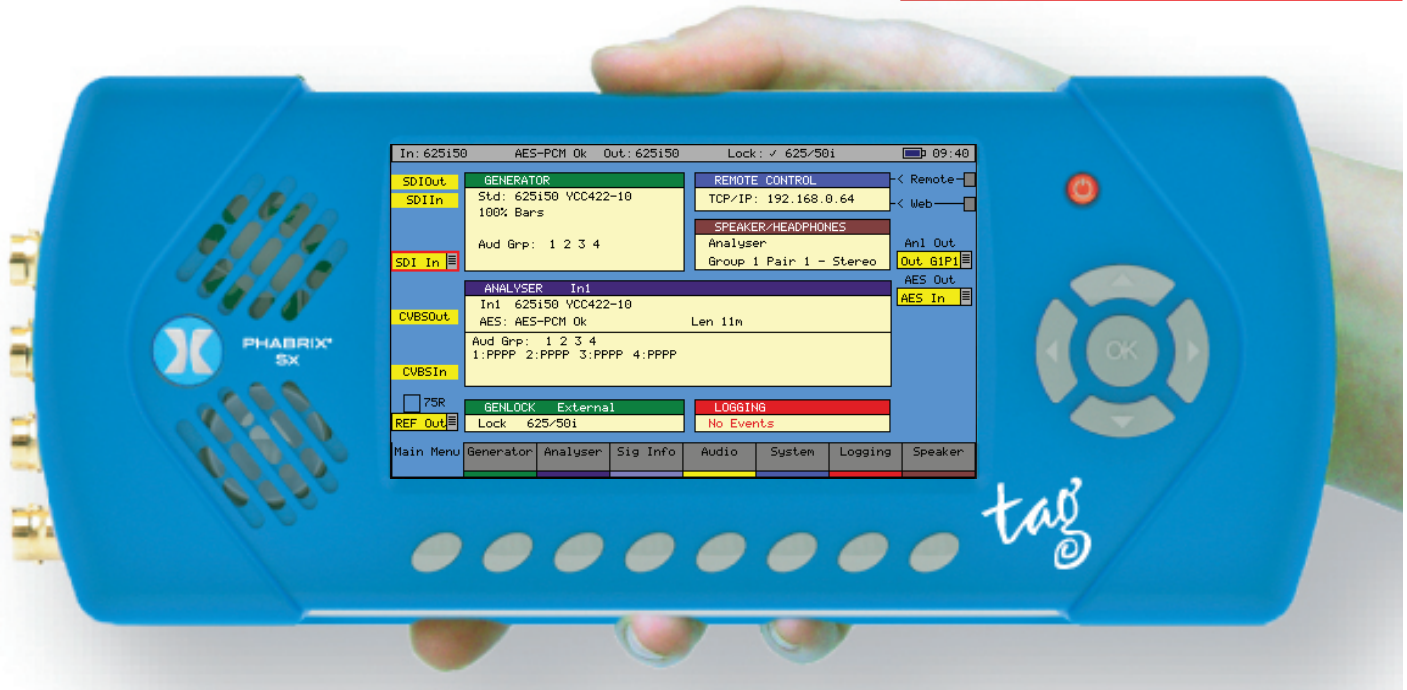 In: 625i50 AES-PCM Ok Out: 625i50 Lock: ✓ 625/50i 09:40
SDIOut
SDIIn
SDI In
CVBSOut
CVBSIn
75R
REF Out
GENERATOR
Std: 625i50 YCC422-10
100% Bars
Aud Grp: 1 2 3 4
REMOTE CONTROL
TCP/IP: 192.168.0.64
SPEAKER/HEADPHONES
Analyser
Group 1 Pair 1 - Stereo
< Remote
< Web
Anl Out
Out G1P1
AES Out
AES In
ANALYSER In1
In1 625i50 YCC422-10
AES: AES-PCM Ok Len 11m
Aud Grp: 1 2 3 4
1:PPPP 2:PPPP 3:PPPP 4:PPPP
GENLOCK External
Lock 625/50i
LOGGING
No Events
Main Menu Generator Analyser Sig Info Audio System Logging Speaker
PHABRIX®
Sx
OK
tag